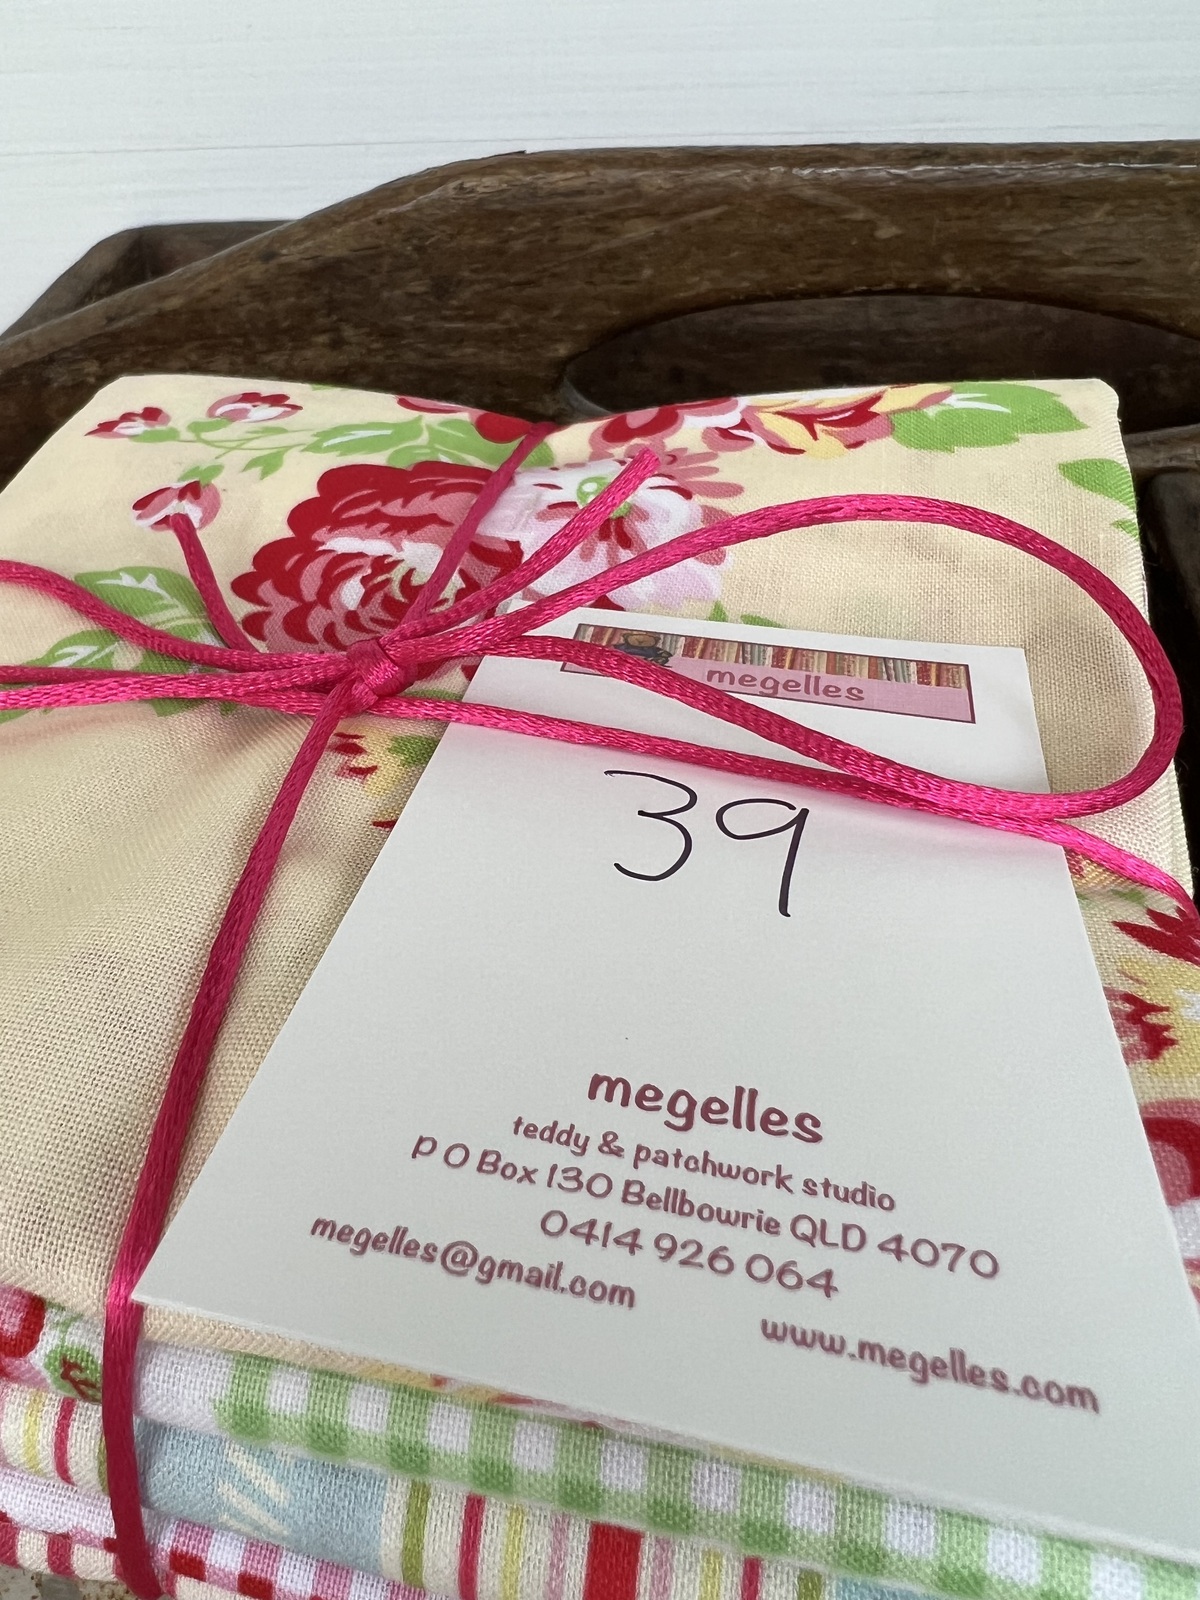 megelles
39
megelles
teddy & patchwork studio
P O Box 130 Bellbowrie QLD 4070
0414 926 064
megelles@gmail.com
www.megelles.com